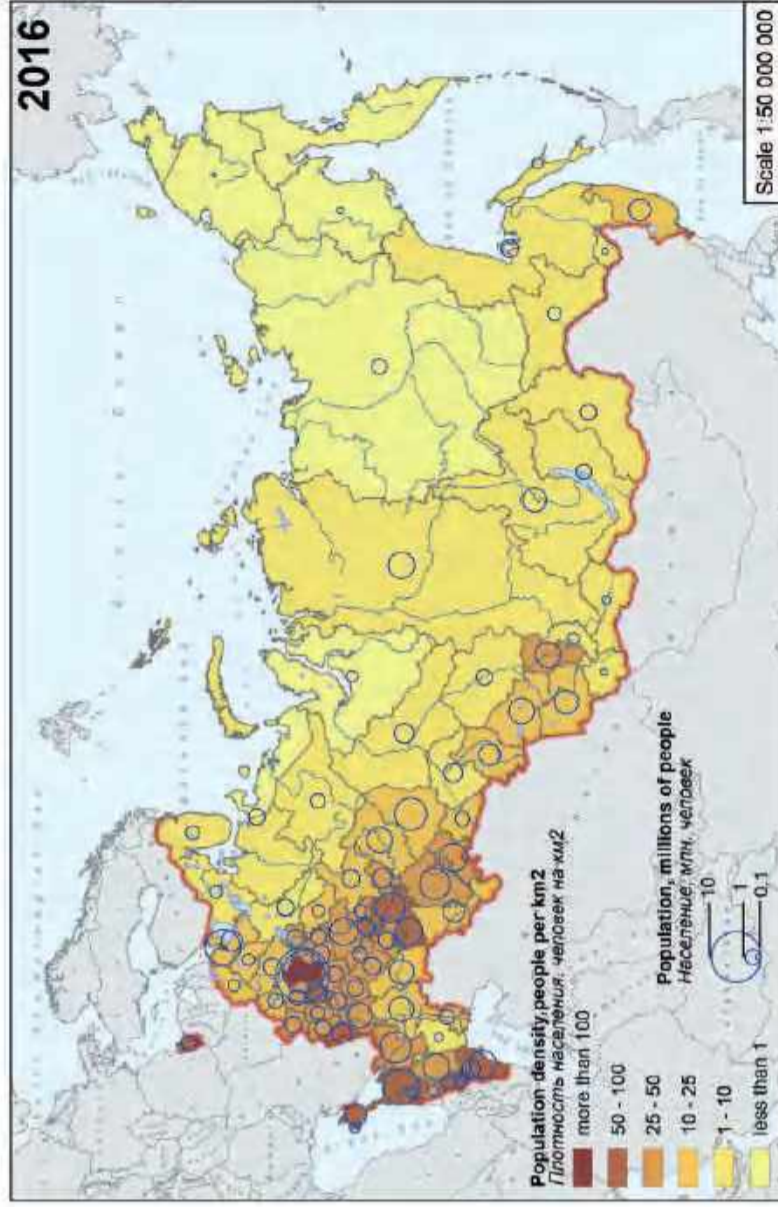 2016
Population density, people per km2
Плотность населения, человек на км2
more than 100
50 - 100
25 - 50
10 - 25
1 - 10
less than 1
Population, millions of people
Население, млн. человек
10
1
0.1
Scale 1:50 000 000